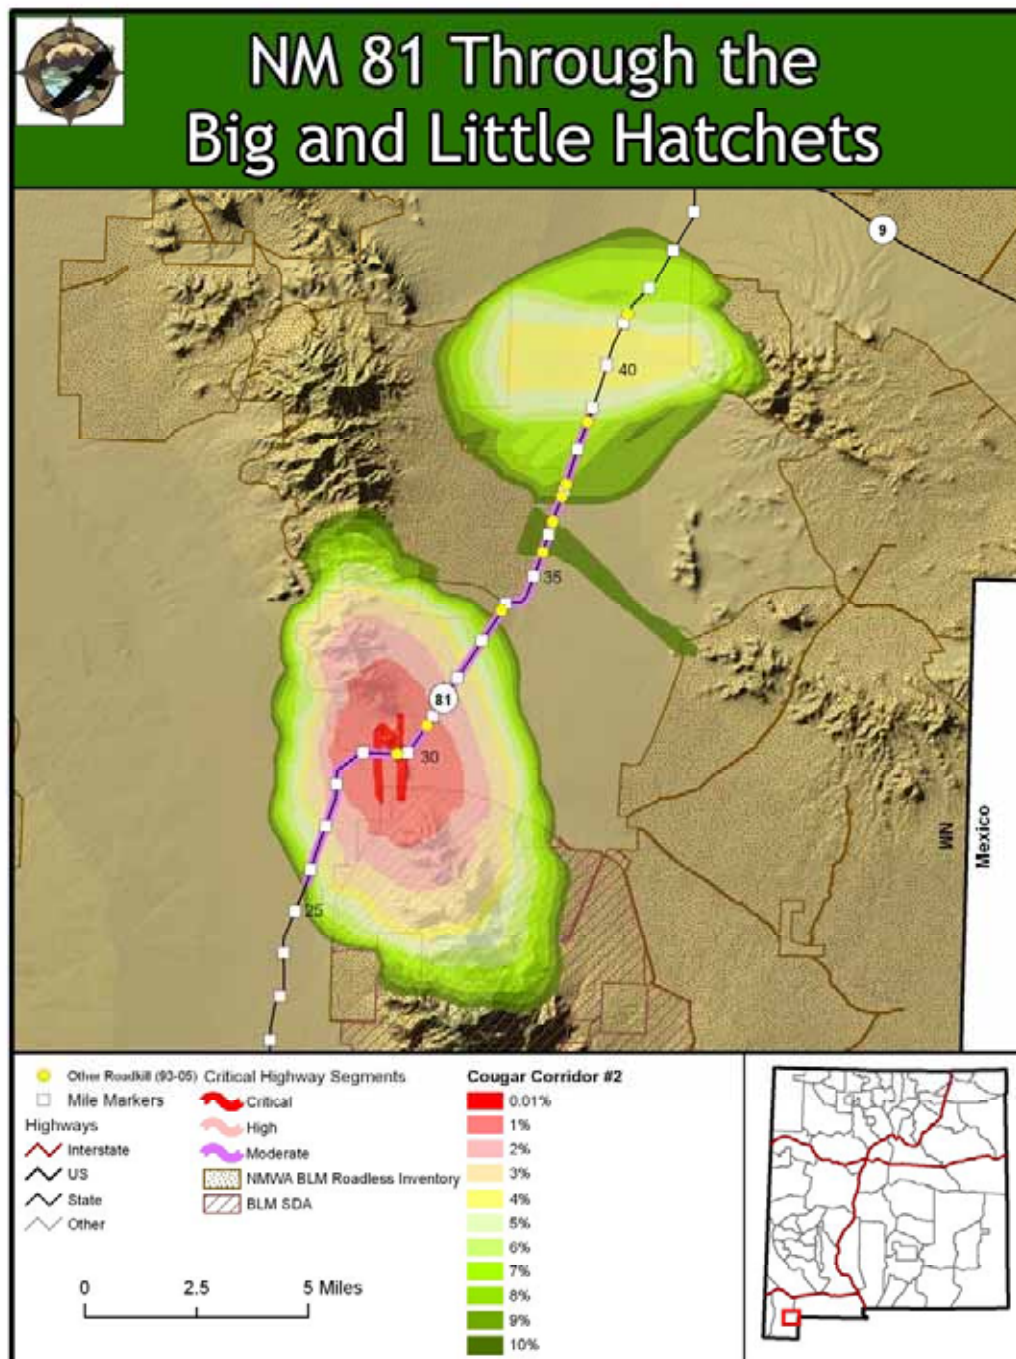 NM 81 Through the
Big and Little Hatchets
9
40
35
81
30
25
NM
Mexico
Other Roadkill (93-05)
Mile Markers
Highways
Interstate
US
State
Other
Critical Highway Segments
Critical
High
Moderate
NMWA BLM Roadless Inventory
BLM SDA
0 2.5 5 Miles
Cougar Corridor #2
0.01%
1%
2%
3%
4%
5%
6%
7%
8%
9%
10%